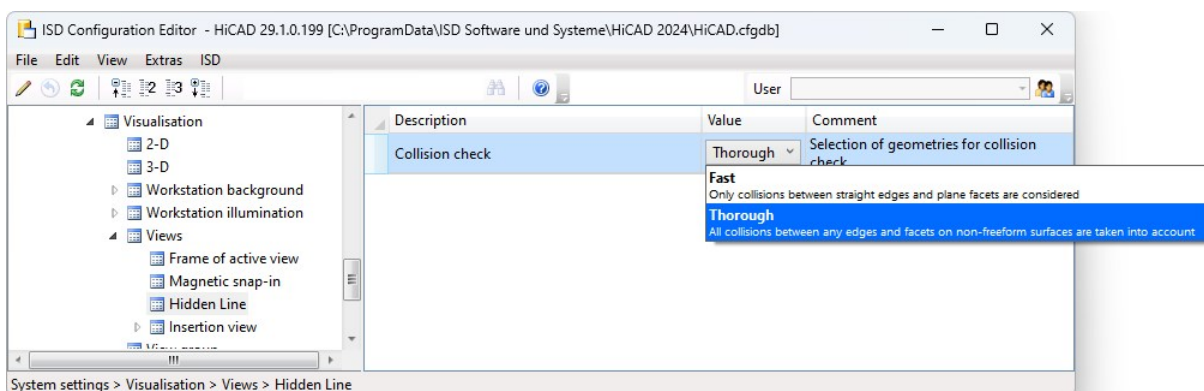 ISD Configuration Editor - HiCAD 29.1.0.199 [C:\ProgramData\ISD Software und Systeme\HiCAD 2024\HiCAD.cfgdb]
File Edit View Extras ISD
2 3 User
Visualisation
2-D
3-D
Workstation background
Workstation illumination
Views
Frame of active view
Magnetic snap-in
Hidden Line
Insertion view
View group
Description Value Comment
Collision check Thorough Selection of geometries for collision
check
Fast
Only collisions between straight edges and plane facets are considered
Thorough
All collisions between any edges and facets on non-freeform surfaces are taken into account
System settings > Visualisation > Views > Hidden Line